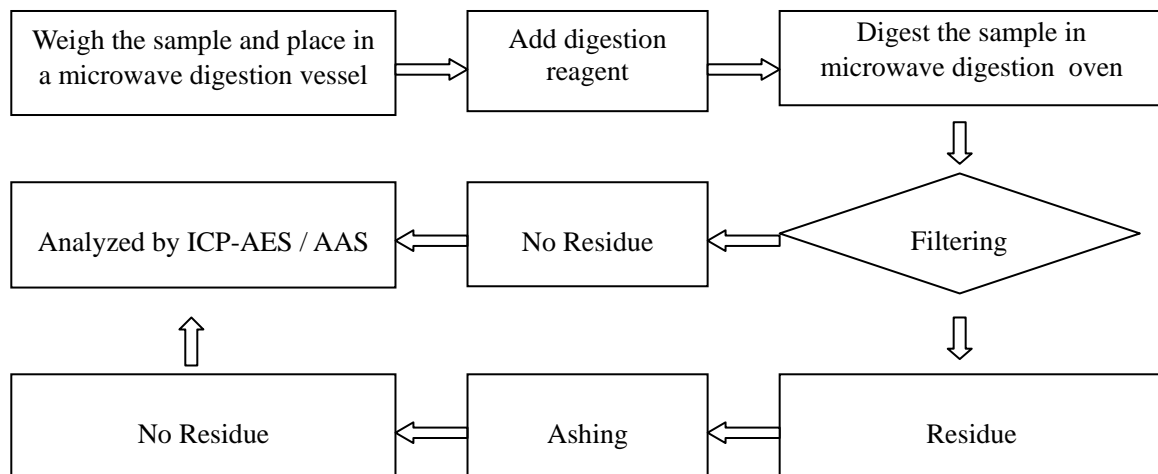 Weigh the sample and place in
a microwave digestion vessel
Add digestion
reagent
Digest the sample in
microwave digestion oven
Analyzed by ICP-AES / AAS
No Residue
Filtering
No Residue
Ashing
Residue